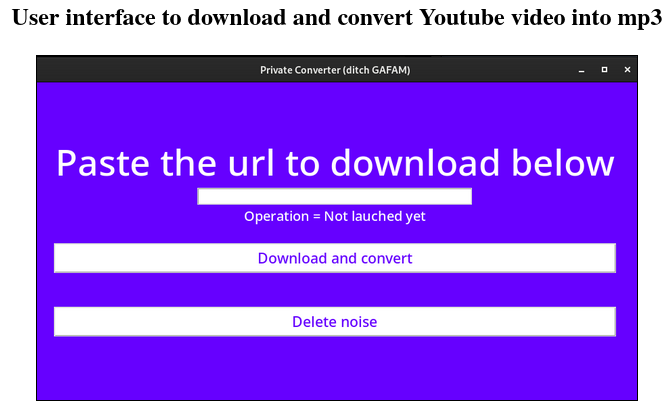 User interface to download and convert Youtube video into mp3
Private Converter (ditch GAFAM)
Paste the url to download below
Operation = Not lauched yet
Download and convert
Delete noise